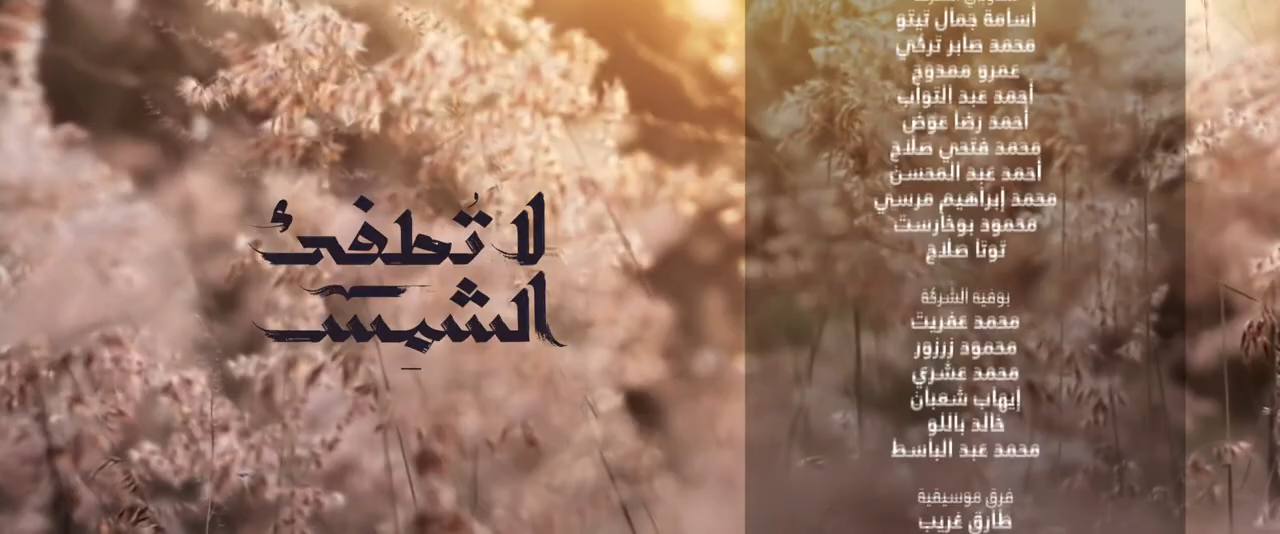 لا تُطفئ
الشمس
أسامة جمال تيتو
محمد صابر تركي
عمرو ممدوح
أحمد عبد التواب
أحمد رضا عوض
محمد فتحي صلاح
أحمد عبد المحسن
محمد إبراهيم مرسي
محمود بوخارست
توتا صلاح
بوفيه الشركة
محمد عفريت
محمود زرزور
محمد عشري
إيهاب شعبان
خالد باللو
محمد عبد الباسط
فرق موسيقية
طارق غريب